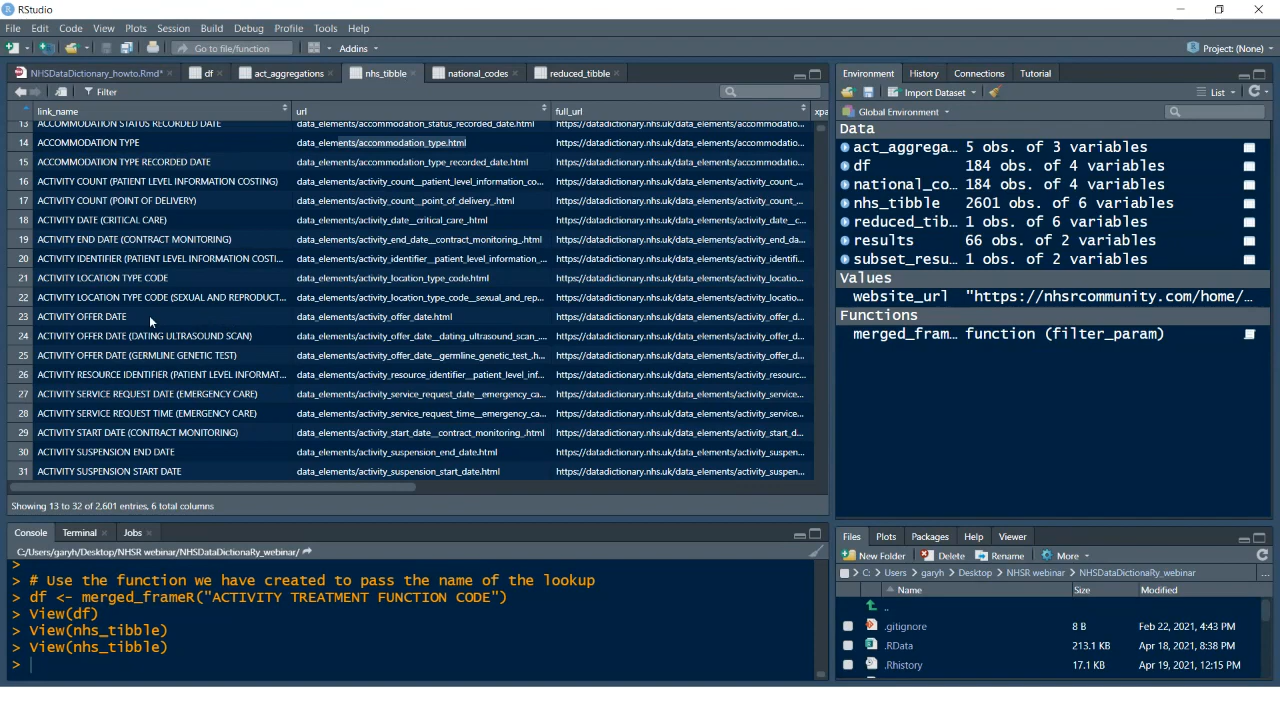 RStudio
File Edit Code View Plots Session Build Debug Profile Tools Help
Go to file/function Addins Project: (None)
NHSDataDictionary_howto.Rmd* df act_aggregations nhs_tibble national_codes reduced_tibble
Filter
link_name url full_url xpa
13 ACCOMMODATION STATUS RECORDED DATE data_elements/accommodation_status_recorded_date.html https://datadictionary.nhs.uk/data_elements/accommodatio...
14 ACCOMMODATION TYPE data_elements/accommodation_type.html https://datadictionary.nhs.uk/data_elements/accommodatio...
15 ACCOMMODATION TYPE RECORDED DATE data_elements/accommodation_type_recorded_date.html https://datadictionary.nhs.uk/data_elements/accommodatio...
16 ACTIVITY COUNT (PATIENT LEVEL INFORMATION COSTING) data_elements/activity_count__patient_level_information_co... https://datadictionary.nhs.uk/data_elements/activity_count_...
17 ACTIVITY COUNT (POINT OF DELIVERY) data_elements/activity_count__point_of_delivery_.html https://datadictionary.nhs.uk/data_elements/activity_count_...
18 ACTIVITY DATE (CRITICAL CARE) data_elements/activity_date__critical_care_.html https://datadictionary.nhs.uk/data_elements/activity_date__c...
19 ACTIVITY END DATE (CONTRACT MONITORING) data_elements/activity_end_date__contract_monitoring_.html https://datadictionary.nhs.uk/data_elements/activity_end_da...
20 ACTIVITY IDENTIFIER (PATIENT LEVEL INFORMATION COSTI... data_elements/activity_identifier__patient_level_information_... https://datadictionary.nhs.uk/data_elements/activity_identifi...
21 ACTIVITY LOCATION TYPE CODE data_elements/activity_location_type_code.html https://datadictionary.nhs.uk/data_elements/activity_locatio...
22 ACTIVITY LOCATION TYPE CODE (SEXUAL AND REPRODUCT... data_elements/activity_location_type_code__sexual_and_rep... https://datadictionary.nhs.uk/data_elements/activity_locatio...
23 ACTIVITY OFFER DATE data_elements/activity_offer_date.html https://datadictionary.nhs.uk/data_elements/activity_offer_d...
24 ACTIVITY OFFER DATE (DATING ULTRASOUND SCAN) data_elements/activity_offer_date__dating_ultrasound_scan_... https://datadictionary.nhs.uk/data_elements/activity_offer_d...
25 ACTIVITY OFFER DATE (GERMLINE GENETIC TEST) data_elements/activity_offer_date__germline_genetic_test_.h... https://datadictionary.nhs.uk/data_elements/activity_offer_d...
26 ACTIVITY RESOURCE IDENTIFIER (PATIENT LEVEL INFORMAT... data_elements/activity_resource_identifier__patient_level_inf... https://datadictionary.nhs.uk/data_elements/activity_resourc...
27 ACTIVITY SERVICE REQUEST DATE (EMERGENCY CARE) data_elements/activity_service_request_date__emergency_ca... https://datadictionary.nhs.uk/data_elements/activity_service...
28 ACTIVITY SERVICE REQUEST TIME (EMERGENCY CARE) data_elements/activity_service_request_time__emergency_ca... https://datadictionary.nhs.uk/data_elements/activity_service...
29 ACTIVITY START DATE (CONTRACT MONITORING) data_elements/activity_start_date__contract_monitoring_.html https://datadictionary.nhs.uk/data_elements/activity_start_d...
30 ACTIVITY SUSPENSION END DATE data_elements/activity_suspension_end_date.html https://datadictionary.nhs.uk/data_elements/activity_suspen...
31 ACTIVITY SUSPENSION START DATE data_elements/activity_suspension_start_date.html https://datadictionary.nhs.uk/data_elements/activity_suspen...
Showing 13 to 32 of 2,601 entries, 6 total columns
Console Terminal Jobs
C:/Users/garyh/Desktop/NHSR webinar/NHSDataDictionaRy_webinar/
>
> # Use the function we have created to pass the name of the lookup
> df <- merged_frameR("ACTIVITY TREATMENT FUNCTION CODE")
> View(df)
> View(nhs_tibble)
> View(nhs_tibble)
>
Environment History Connections Tutorial
Import Dataset List
Global Environment
Data
act_aggrega... 5 obs. of 3 variables
df 184 obs. of 4 variables
national_co... 184 obs. of 4 variables
nhs_tibble 2601 obs. of 6 variables
reduced_tib... 1 obs. of 6 variables
results 66 obs. of 2 variables
subset_resu... 1 obs. of 2 variables
Values
website_url "https://nhsrcommunity.com/home/...
Functions
merged_fram... function (filter_param)
Files Plots Packages Help Viewer
New Folder Delete Rename More
C: > Users > garyh > Desktop > NHSR webinar > NHSDataDictionaRy_webinar ...
Name Size Modified
..
.gitignore 8 B Feb 22, 2021, 4:43 PM
.RData 213.1 KB Apr 18, 2021, 8:38 PM
.Rhistory 17.1 KB Apr 19, 2021, 12:15 PM